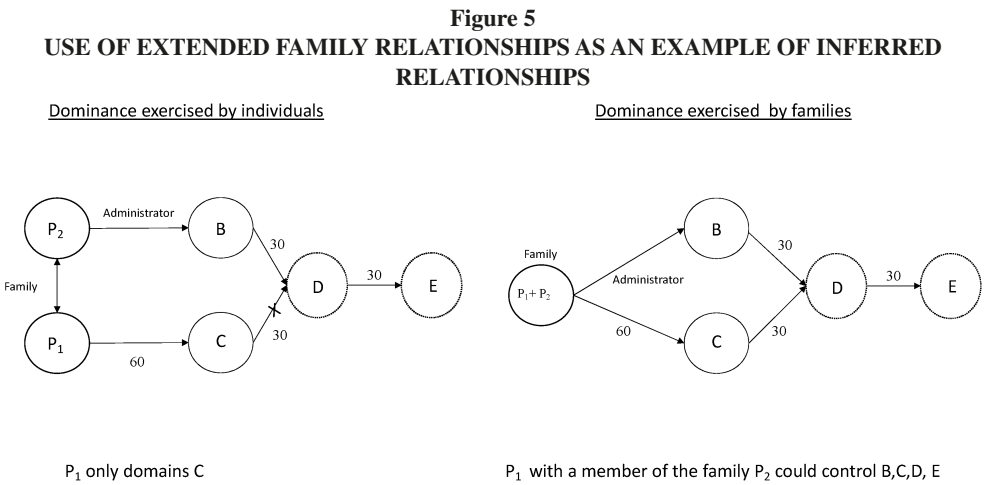 Figure 5
USE OF EXTENDED FAMILY RELATIONSHIPS AS AN EXAMPLE OF INFERRED
RELATIONSHIPS
Dominance exercised by individuals
Dominance exercised by families
P2
Administrator
B
30
Family
D
30
E
P1
60
C
30
Family
P1+ P2
Administrator
B
30
60
C
30
D
30
E
P1 only domains C
P1 with a member of the family P2 could control B,C,D, E